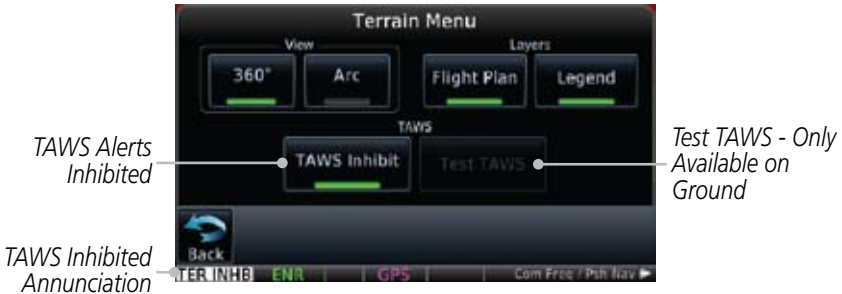 Terrain Menu
View
Layers
360°
Arc
Flight Plan
Legend
TAWS
TAWS Alerts
Inhibited
TAWS Inhibit
Test TAWS
Test TAWS - Only
Available on
Ground
Back
TAWS Inhibited
Annunciation
TER INHB ENR GPS Com Freq / Psh Nav